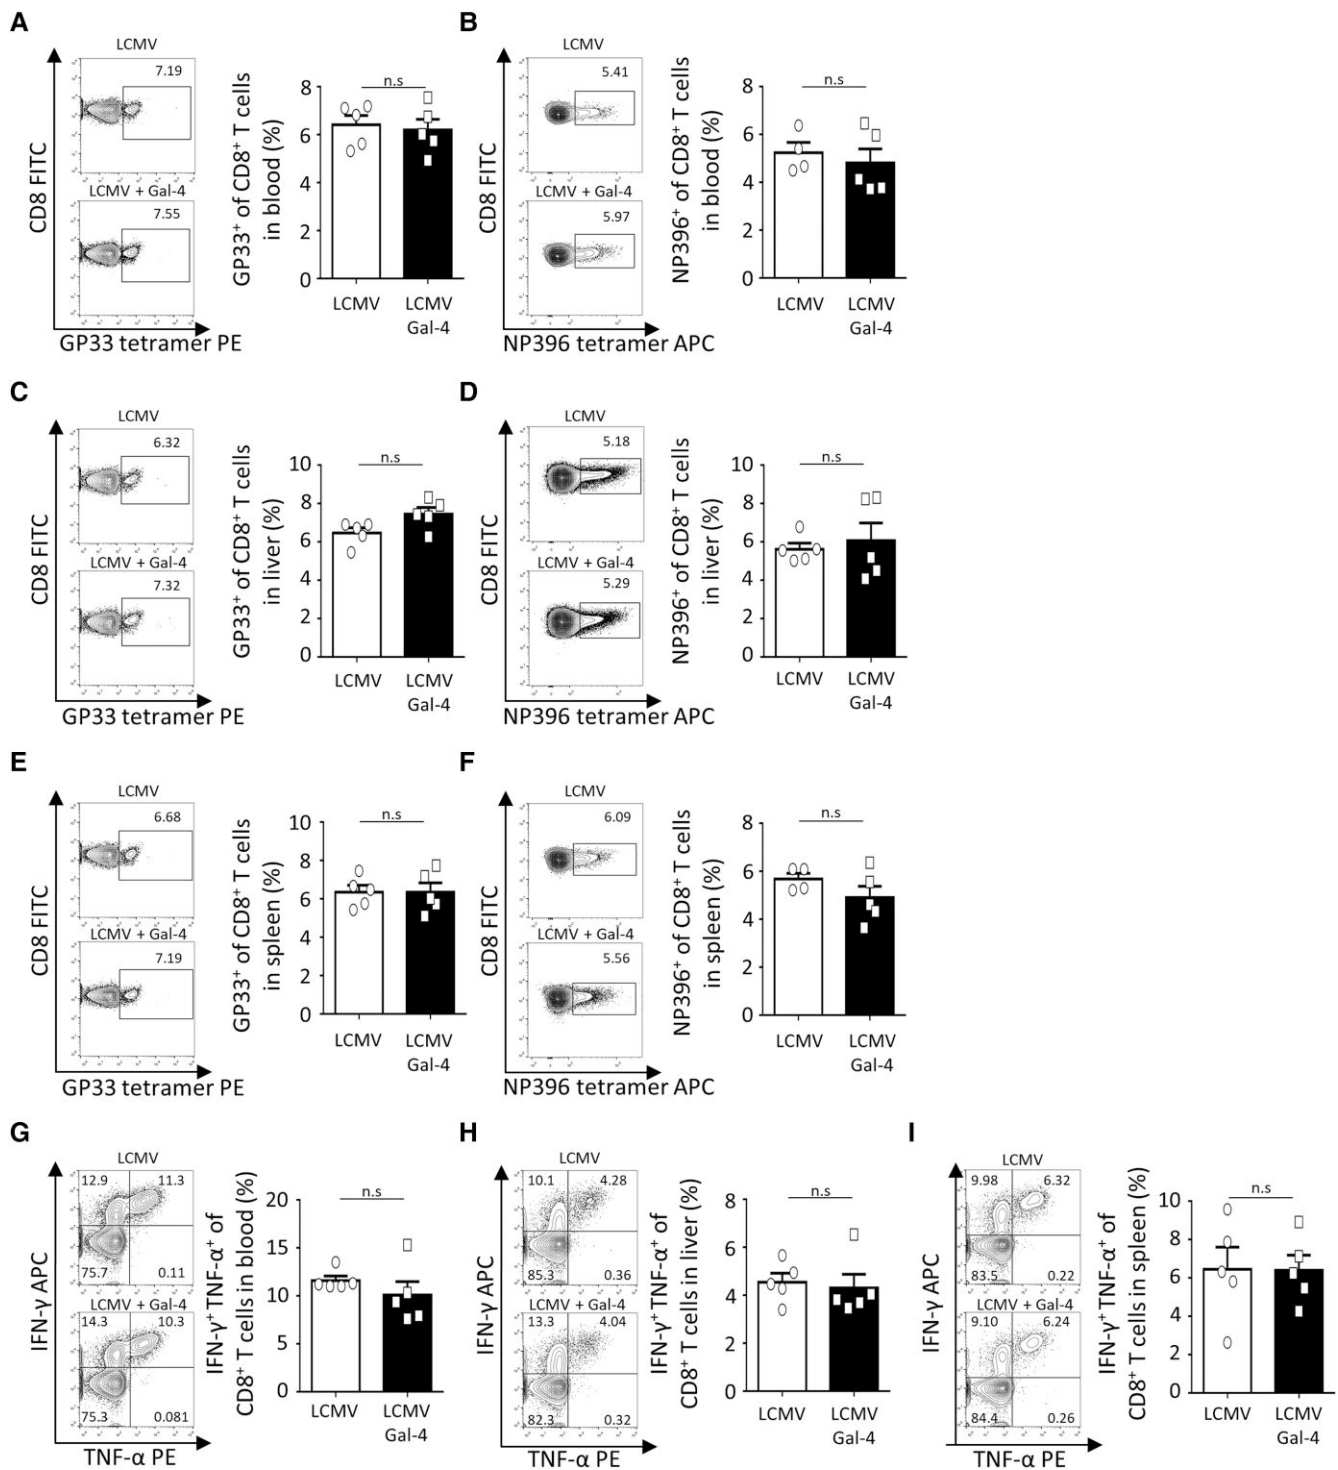 A
LCMV
7.19
LCMV + Gal-4
7.55
CD8 FITC
GP33 tetramer PE
GP33⁺ of CD8⁺ T cells
in blood (%)
8
6
4
2
0
n.s
LCMV
LCMV
Gal-4
B
LCMV
5.41
LCMV + Gal-4
5.97
CD8 FITC
NP396 tetramer APC
NP396⁺ of CD8⁺ T cells
in blood (%)
8
6
4
2
0
n.s
LCMV
LCMV
Gal-4
C
LCMV
6.32
LCMV + Gal-4
7.32
CD8 FITC
GP33 tetramer PE
GP33⁺ of CD8⁺ T cells
in liver (%)
10
8
6
4
2
0
n.s
LCMV
LCMV
Gal-4
D
LCMV
5.18
LCMV + Gal-4
5.29
CD8 FITC
NP396 tetramer APC
NP396⁺ of CD8⁺ T cells
in liver (%)
10
8
6
4
2
0
n.s
LCMV
LCMV
Gal-4
E
LCMV
6.68
LCMV + Gal-4
7.19
CD8 FITC
GP33 tetramer PE
GP33⁺ of CD8⁺ T cells
in spleen (%)
10
8
6
4
2
0
n.s
LCMV
LCMV
Gal-4
F
LCMV
6.09
LCMV + Gal-4
5.56
CD8 FITC
NP396 tetramer APC
NP396⁺ of CD8⁺ T cells
in spleen (%)
8
6
4
2
0
n.s
LCMV
LCMV
Gal-4
G
LCMV
12.9 11.3
75.7 0.11
LCMV + Gal-4
14.3 10.3
75.3 0.081
IFN-γ APC
TNF-α PE
IFN-γ⁺TNF-α⁺ of
CD8⁺ T cells in blood (%)
20
15
10
5
0
n.s
LCMV
LCMV
Gal-4
H
LCMV
10.1 4.28
85.3 0.36
LCMV + Gal-4
13.3 4.04
82.3 0.32
IFN-γ APC
TNF-α PE
IFN-γ⁺TNF-α⁺ of
CD8⁺ T cells in liver (%)
8
6
4
2
0
n.s
LCMV
LCMV
Gal-4
I
LCMV
9.98 6.32
83.5 0.22
LCMV + Gal-4
9.10 6.24
84.4 0.26
IFN-γ APC
TNF-α PE
IFN-γ⁺TNF-α⁺ of
CD8⁺ T cells in spleen (%)
10
8
6
4
2
0
n.s
LCMV
LCMV
Gal-4